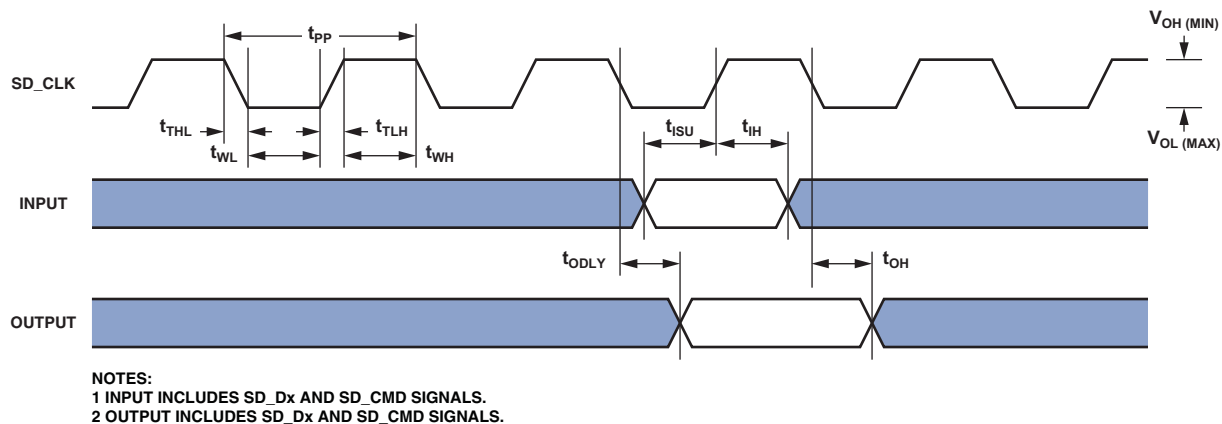 tPP
VOH (MIN)
SD_CLK
tTHL
tTLH
tISU
tIH
VOL (MAX)
tWL
tWH
INPUT
tODLY
tOH
OUTPUT
NOTES:
1 INPUT INCLUDES SD_Dx AND SD_CMD SIGNALS.
2 OUTPUT INCLUDES SD_Dx AND SD_CMD SIGNALS.